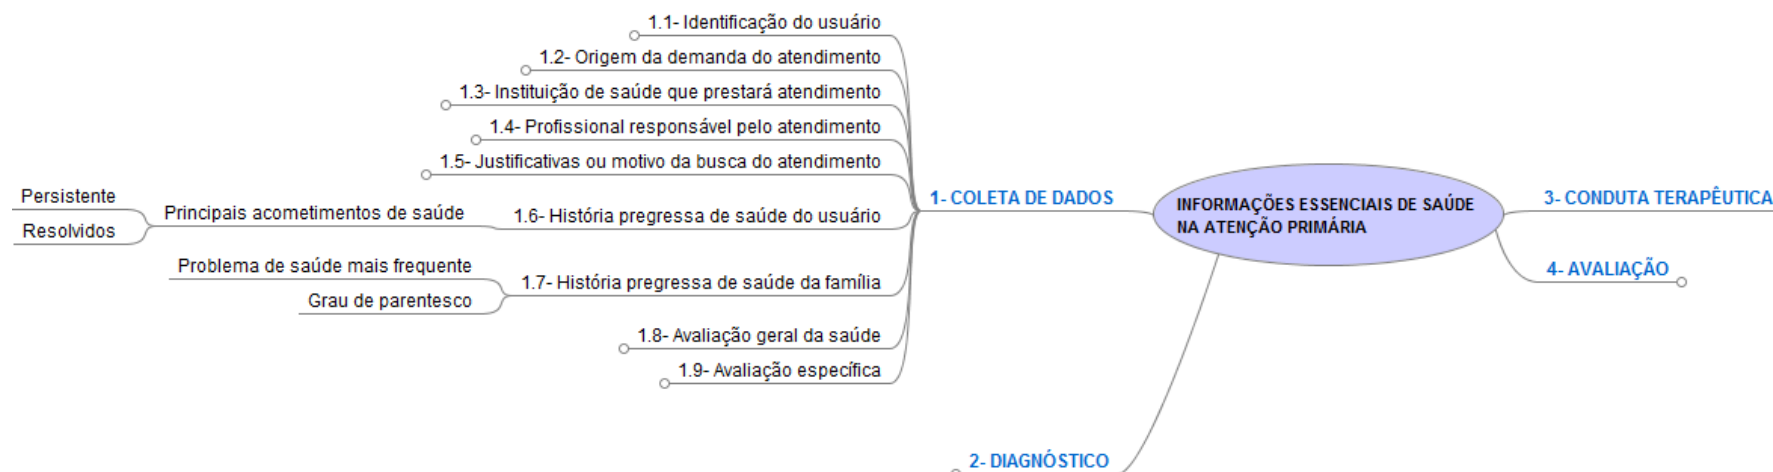 1.1- Identificação do usuário
1.2- Origem da demanda do atendimento
1.3- Instituição de saúde que prestará atendimento
1.4- Profissional responsável pelo atendimento
1.5- Justificativas ou motivo da busca do atendimento
Persistente
Resolvidos
Principais acometimentos de saúde
1.6- História pregressa de saúde do usuário
Problema de saúde mais frequente
Grau de parentesco
1.7- História pregressa de saúde da família
1.8- Avaliação geral da saúde
1.9- Avaliação específica
1- COLETA DE DADOS
INFORMAÇÕES ESSENCIAIS DE SAÚDE
NA ATENÇÃO PRIMÁRIA
3- CONDUTA TERAPÊUTICA
4- AVALIAÇÃO
2- DIAGNÓSTICO